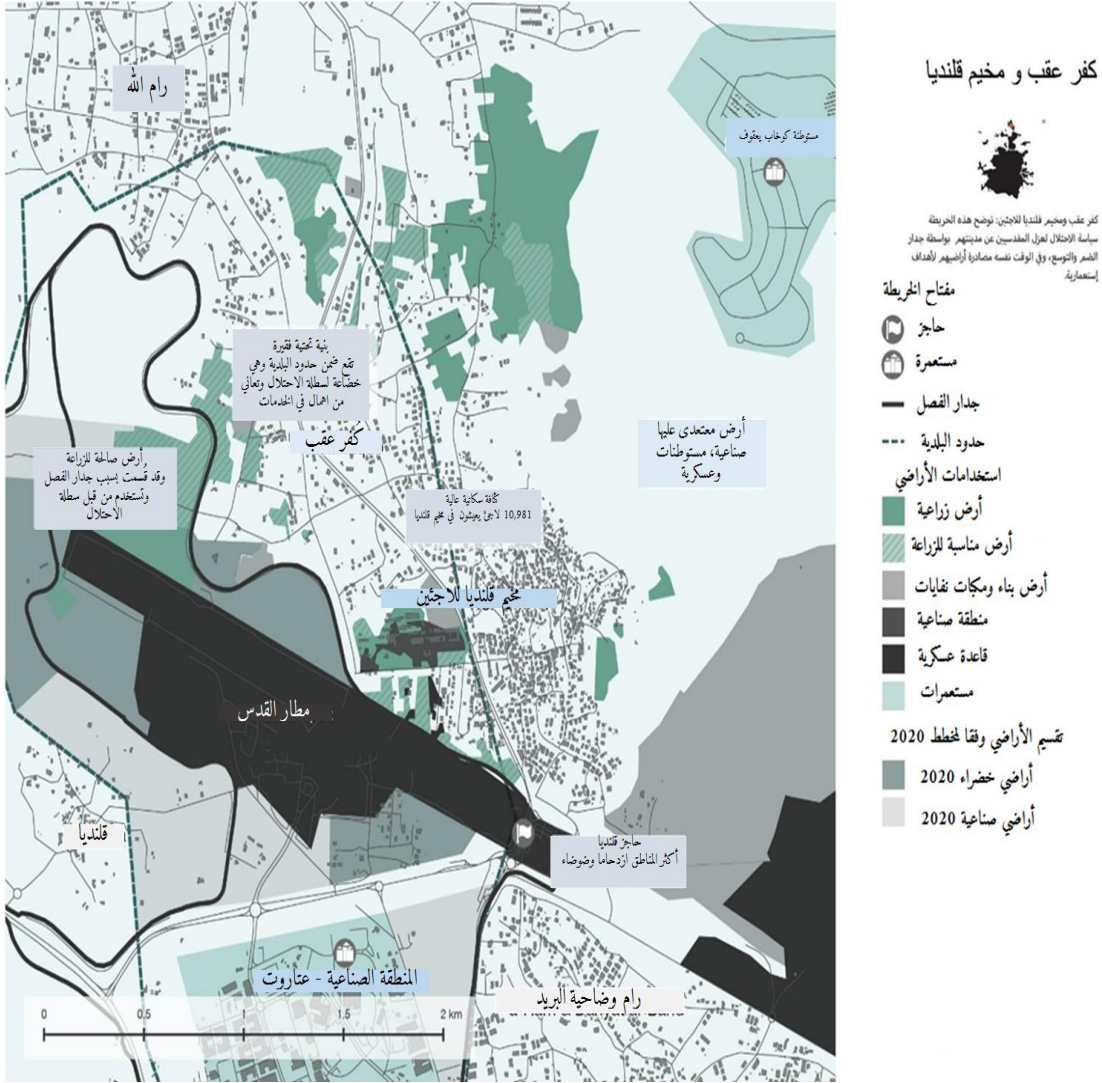 كفر عقب و مخيم قلنديا
كفر عقب ومخيم قلنديا للاجئين: توضح هذه الخريطة
سياسة الاحتلال لعزل المقدسيين عن مدينتهم بواسطة جدار
الضم والتوسع، وفي الوقت نفسه مصادرة أراضيهم لأهداف
إستعمارية.
مفتاح الخريطة
حاجز
مستعمرة
جدار الفصل
حدود البلدية
استخدامات الأراضي
أرض زراعية
أرض مناسبة للزراعة
أرض بناء ومكبات نفايات
منطقة صناعية
قاعدة عسكرية
مستعمرات
تقسيم الأراضي وفقا لمخطط 2020
أراضي خضراء 2020
أراضي صناعية 2020
رام الله
مستوطنة كوخاب يعقوف
بنية تحتية فقيرة
تقع ضمن حدود البلدية وهي
خضاعة لسطلة الاحتلال وتعاني
من اهمال في الخدمات
كفر عقب
أرض معتعدى عليها
صناعية، مستوطنات
وعسكرية
أرض صالحة للزراعة
وقد قُسمت بسبب جدار الفصل
وتستخدم من قبل سطلة
الاحتلال
كثافة سكانية عالية
10,981 لاجئ يعيشون في مخيم قلنديا
مخيم قلنديا للاجئين
مطار القدس
قلنديا
حاجز قلنديا
أكثر المناطق ازدحاما وضوضاء
المنطقة الصناعية - عتاروت
رام وضاحية البريد
0 0,5 1 1,5 2 km